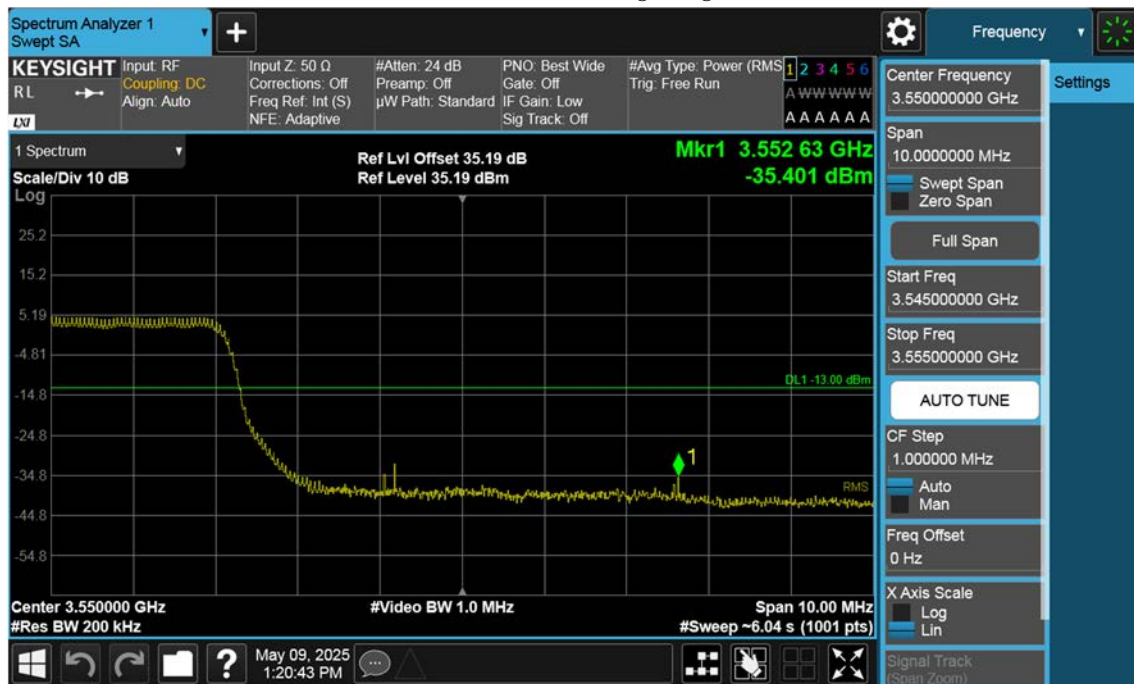 Spectrum Analyzer 1
Swept SA
+
Frequency
KEYSIGHT
RL
LXI
Input: RF
Coupling: DC
Align: Auto
Input Z: 50 Ω
Corrections: Off
Freq Ref: Int (S)
NFE: Adaptive
#Atten: 24 dB
Preamp: Off
µW Path: Standard
PNO: Best Wide
Gate: Off
IF Gain: Low
Sig Track: Off
#Avg Type: Power (RMS
Trig: Free Run
1 2 3 4 5 6
A W W W W W
A A A A A A
1 Spectrum
Scale/Div 10 dB
Ref Lvl Offset 35.19 dB
Ref Level 35.19 dBm
Mkr1 3.552 63 GHz
-35.401 dBm
Log
25.2
15.2
5.19
-4.81
-14.8
-24.8
-34.8
-44.8
-54.8
DL1 -13.00 dBm
1
RMS
Center 3.550000 GHz
#Res BW 200 kHz
#Video BW 1.0 MHz
Span 10.00 MHz
#Sweep ~6.04 s (1001 pts)
Center Frequency
3.550000000 GHz
Settings
Span
10.0000000 MHz
Swept Span
Zero Span
Full Span
Start Freq
3.545000000 GHz
Stop Freq
3.555000000 GHz
AUTO TUNE
CF Step
1.000000 MHz
Auto
Man
Freq Offset
0 Hz
X Axis Scale
Log
Lin
Signal Track
(Span Zoom)
?
May 09, 2025
1:20:43 PM